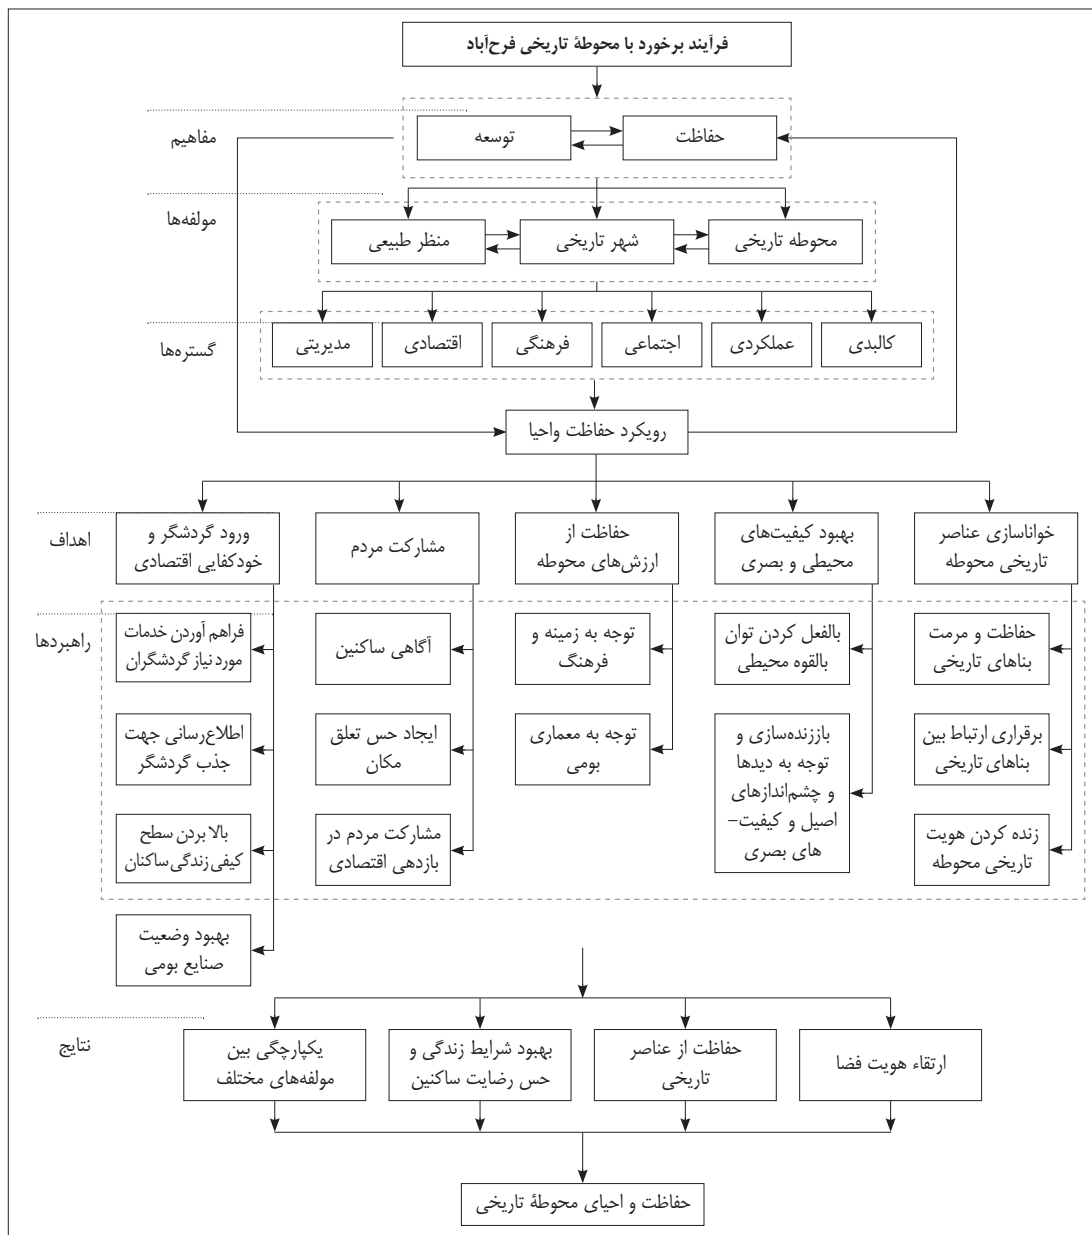 فرآیند برخورد با محوطهٔ تاریخی فرح‌آباد
مفاهیم
حفاظت
توسعه
مولفه‌ها
محوطه تاریخی
شهر تاریخی
منظر طبیعی
گستره‌ها
کالبدی
عملکردی
اجتماعی
فرهنگی
اقتصادی
مدیریتی
رویکرد حفاظت واحیا
اهداف
خواناسازی عناصر
تاریخی محوطه
بهبود کیفیت‌های
محیطی و بصری
حفاظت از
ارزش‌های محوطه
مشارکت مردم
ورود گردشگر و
خودکفایی اقتصادی
راهبردها
حفاظت و مرمت
بناهای تاریخی
برقراری ارتباط بین
بناهای تاریخی
زنده کردن هویت
تاریخی محوطه
بالفعل کردن توان
بالقوه محیطی
باززنده‌سازی و
توجه به دیدها
و چشم‌اندازهای
اصیل و کیفیت-
های بصری
توجه به زمینه و
فرهنگ
توجه به معماری
بومی
آگاهی ساکنین
ایجاد حس تعلق
مکان
مشارکت مردم در
بازدهی اقتصادی
فراهم آوردن خدمات
مورد نیاز گردشگران
اطلاع‌رسانی جهت
جذب گردشگر
بالا بردن سطح
کیفی زندگی ساکنان
بهبود وضعیت
صنایع بومی
نتایج
ارتقاء هویت فضا
حفاظت از عناصر
تاریخی
بهبود شرایط زندگی و
حس رضایت ساکنین
یکپارچگی بین
مولفه‌های مختلف
حفاظت و احیای محوطهٔ تاریخی